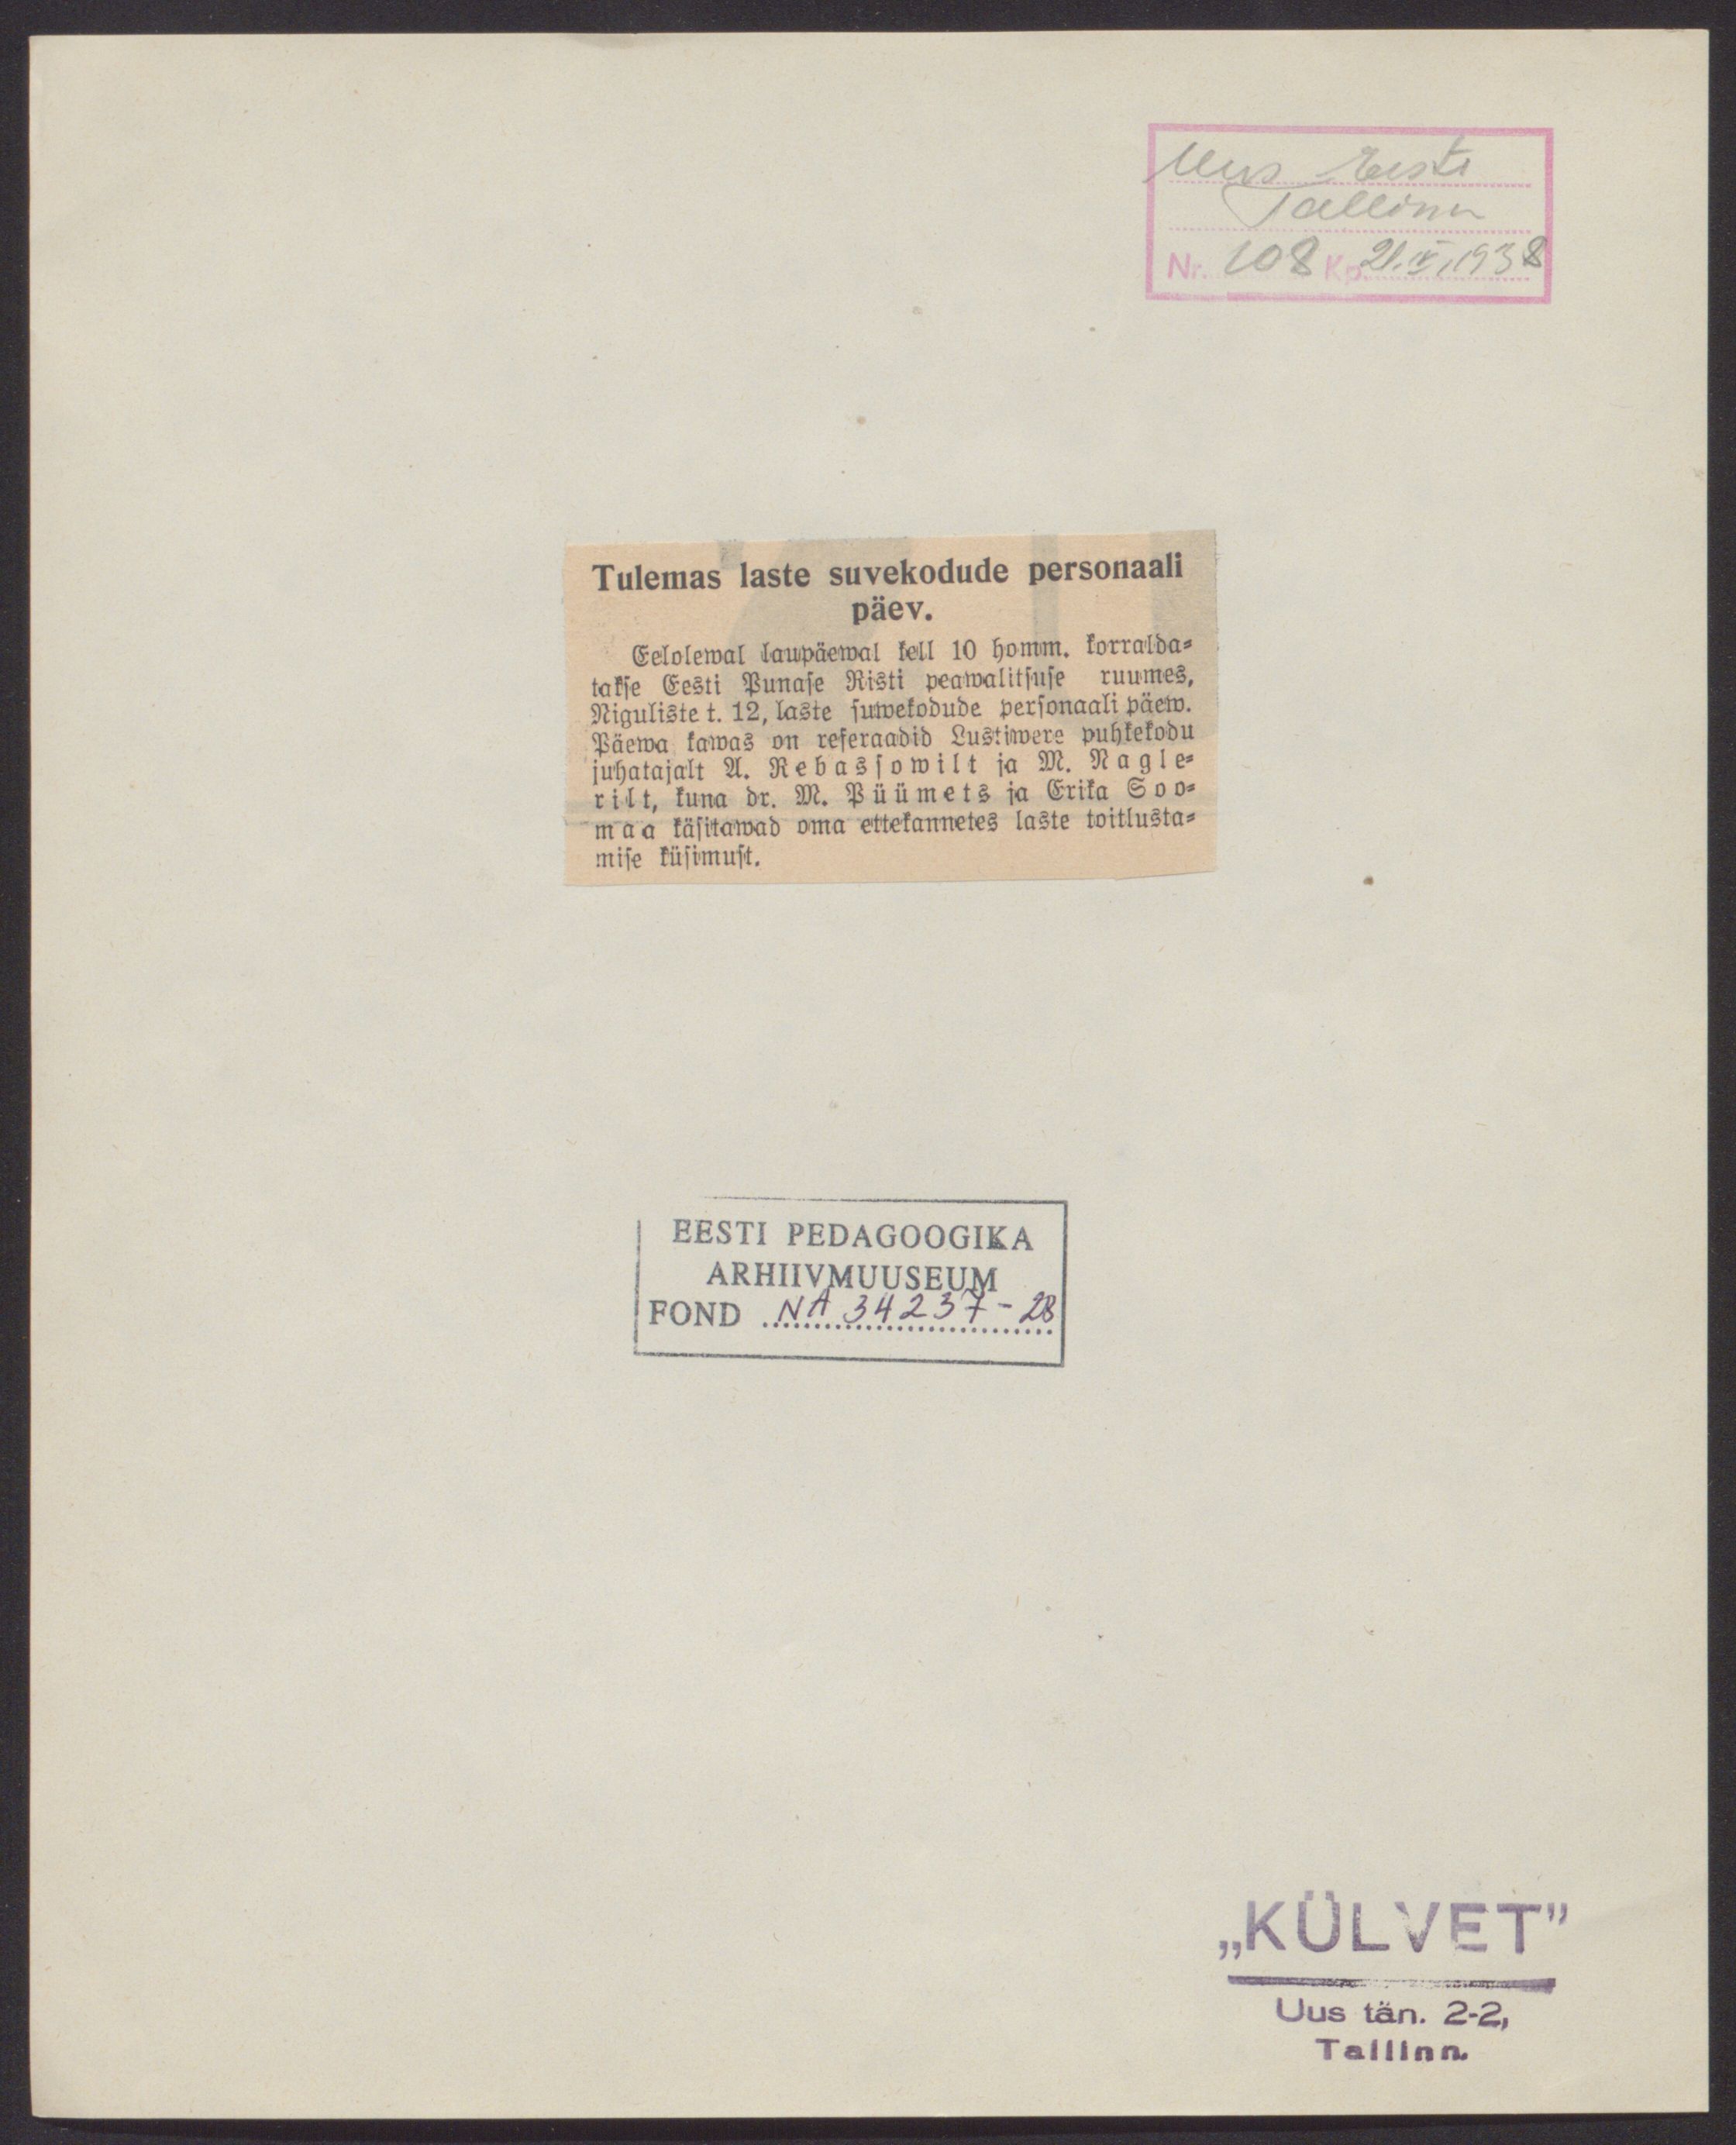 Uus Eesti
Tallinn
Nr. 108 Kp. 21.IV.1938
Tulemas laste suvekodude personaali
päev.
Eelolewal laupäewal kell 10 homm. korralda-
takse Eesti Punase Risti peawalitsuse ruumes,
Niguliste t. 12, laste suwekodude personaali päew.
Päewa kawas on referaadid Lustiwere puhkekodu
juhatajalt A. Rebassowilt ja M. Nagle-
rilt, kuna dr. M. Püümets ja Erika Soo-
maa käsitawad oma ettekannetes laste toitlusta-
mise küsimust.
EESTI PEDAGOOGIKA
ARHIIVMUUSEUM
FOND NA 34237-28
„KÜLVET”
Uus tän. 2-2,
Tallinn.